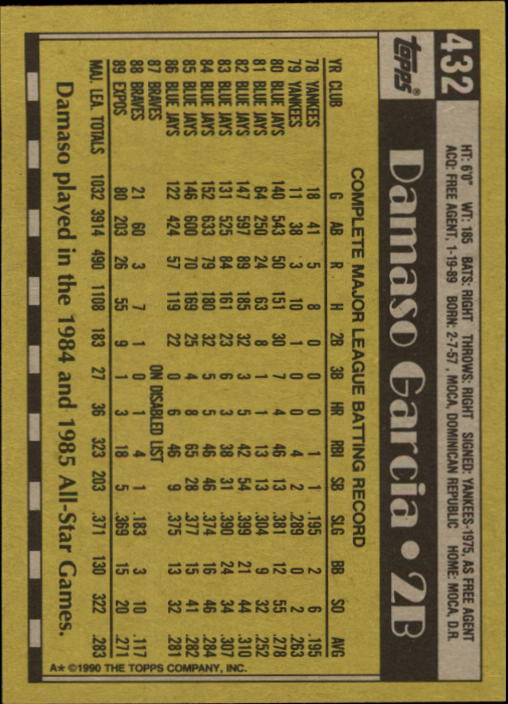 432
Topps®
HT: 6'0" WT: 185 BATS: RIGHT THROWS: RIGHT SIGNED: YANKEES-1975, AS FREE AGENT
ACQ: FREE AGENT, 1-19-89 BORN: 2-7-57, MOCA, DOMINICAN REPUBLIC HOME: MOCA, D.R.
Damaso Garcia • 2B
COMPLETE MAJOR LEAGUE BATTING RECORD
YR CLUB G AB R H 2B 3B HR RBI SB SLG BB SO AVG
78 YANKEES 18 41 5 8 0 0 0 1 1 .195 2 6 .195
79 YANKEES 11 38 3 10 1 0 0 4 2 .289 0 2 .263
80 BLUE JAYS 140 543 50 151 30 7 4 46 13 .381 12 55 .278
81 BLUE JAYS 64 250 24 63 8 1 1 13 13 .304 9 32 .252
82 BLUE JAYS 147 597 89 185 32 3 5 42 54 .399 21 44 .310
83 BLUE JAYS 131 525 84 161 23 6 3 38 31 .390 24 34 .307
84 BLUE JAYS 152 633 79 180 32 5 5 46 46 .374 16 46 .284
85 BLUE JAYS 146 600 70 169 25 4 8 65 28 .377 15 41 .282
86 BLUE JAYS 122 424 57 119 22 0 6 46 9 .375 13 32 .281
87 BRAVES ON DISABLED LIST
88 BRAVES 21 60 3 7 1 0 1 4 1 .183 3 10 .117
89 EXPOS 80 203 26 55 9 1 3 18 5 .369 15 20 .271
MAJ. LEA. TOTALS 1032 3914 490 1108 183 27 36 323 203 .371 130 322 .283
Damaso played in the 1984 and 1985 All-Star Games.
A* ©1990 THE TOPPS COMPANY, INC.